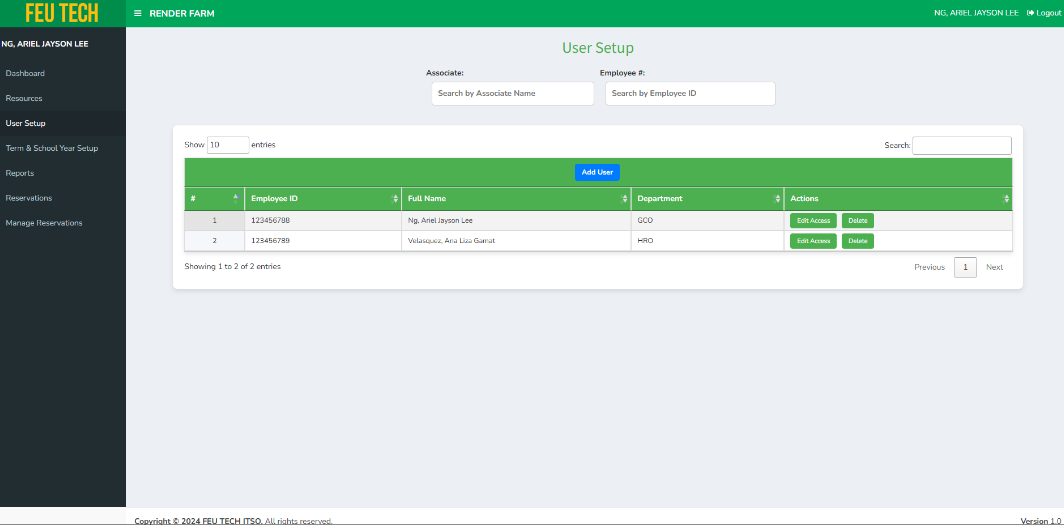 FEU TECH
RENDER FARM
NG, ARIEL JAYSON LEE Logout
NG, ARIEL JAYSON LEE
Dashboard
Resources
User Setup
Term & School Year Setup
Reports
Reservations
Manage Reservations
User Setup
Associate: Employee #:
Search by Associate Name Search by Employee ID
Show 10 entries Search:
Add User
# Employee ID Full Name Department Actions
1 123456788 Ng, Ariel Jayson Lee GCO Edit Access Delete
2 123456789 Velasquez, Ana Liza Gamat HRO Edit Access Delete
Showing 1 to 2 of 2 entries Previous 1 Next
Copyright © 2024 FEU TECH ITSO. All rights reserved. Version 1.0